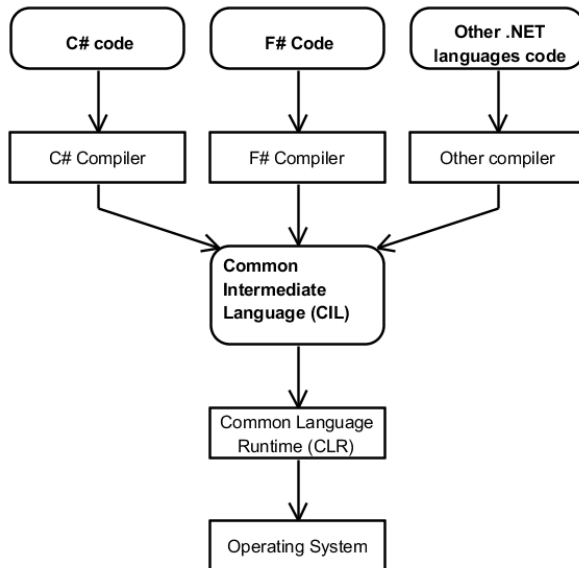 C# code
F# Code
Other .NET
languages code
C# Compiler
F# Compiler
Other compiler
Common
Intermediate
Language (CIL)
Common Language
Runtime (CLR)
Operating System